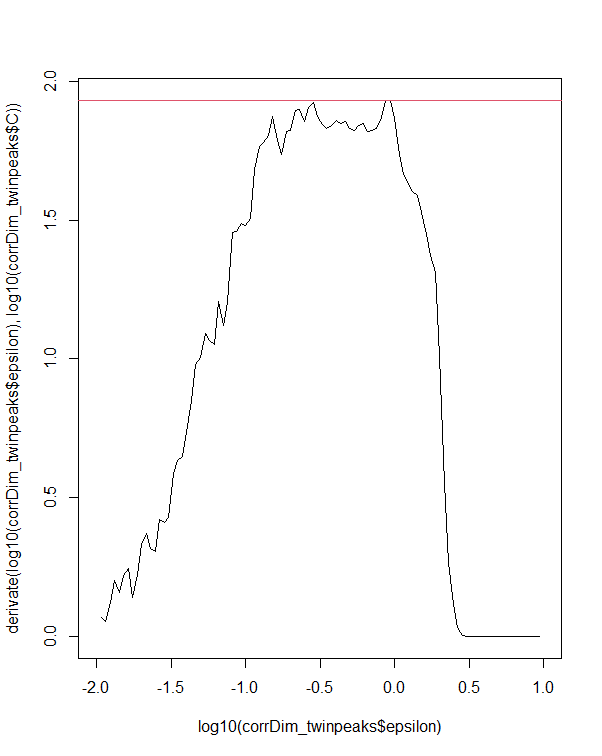 derivate(log10(corrDim_twinpeaks$epsilon), log10(corrDim_twinpeaks$C))
2.0
1.5
1.0
0.5
0.0
-2.0 -1.5 -1.0 -0.5 0.0 0.5 1.0
log10(corrDim_twinpeaks$epsilon)